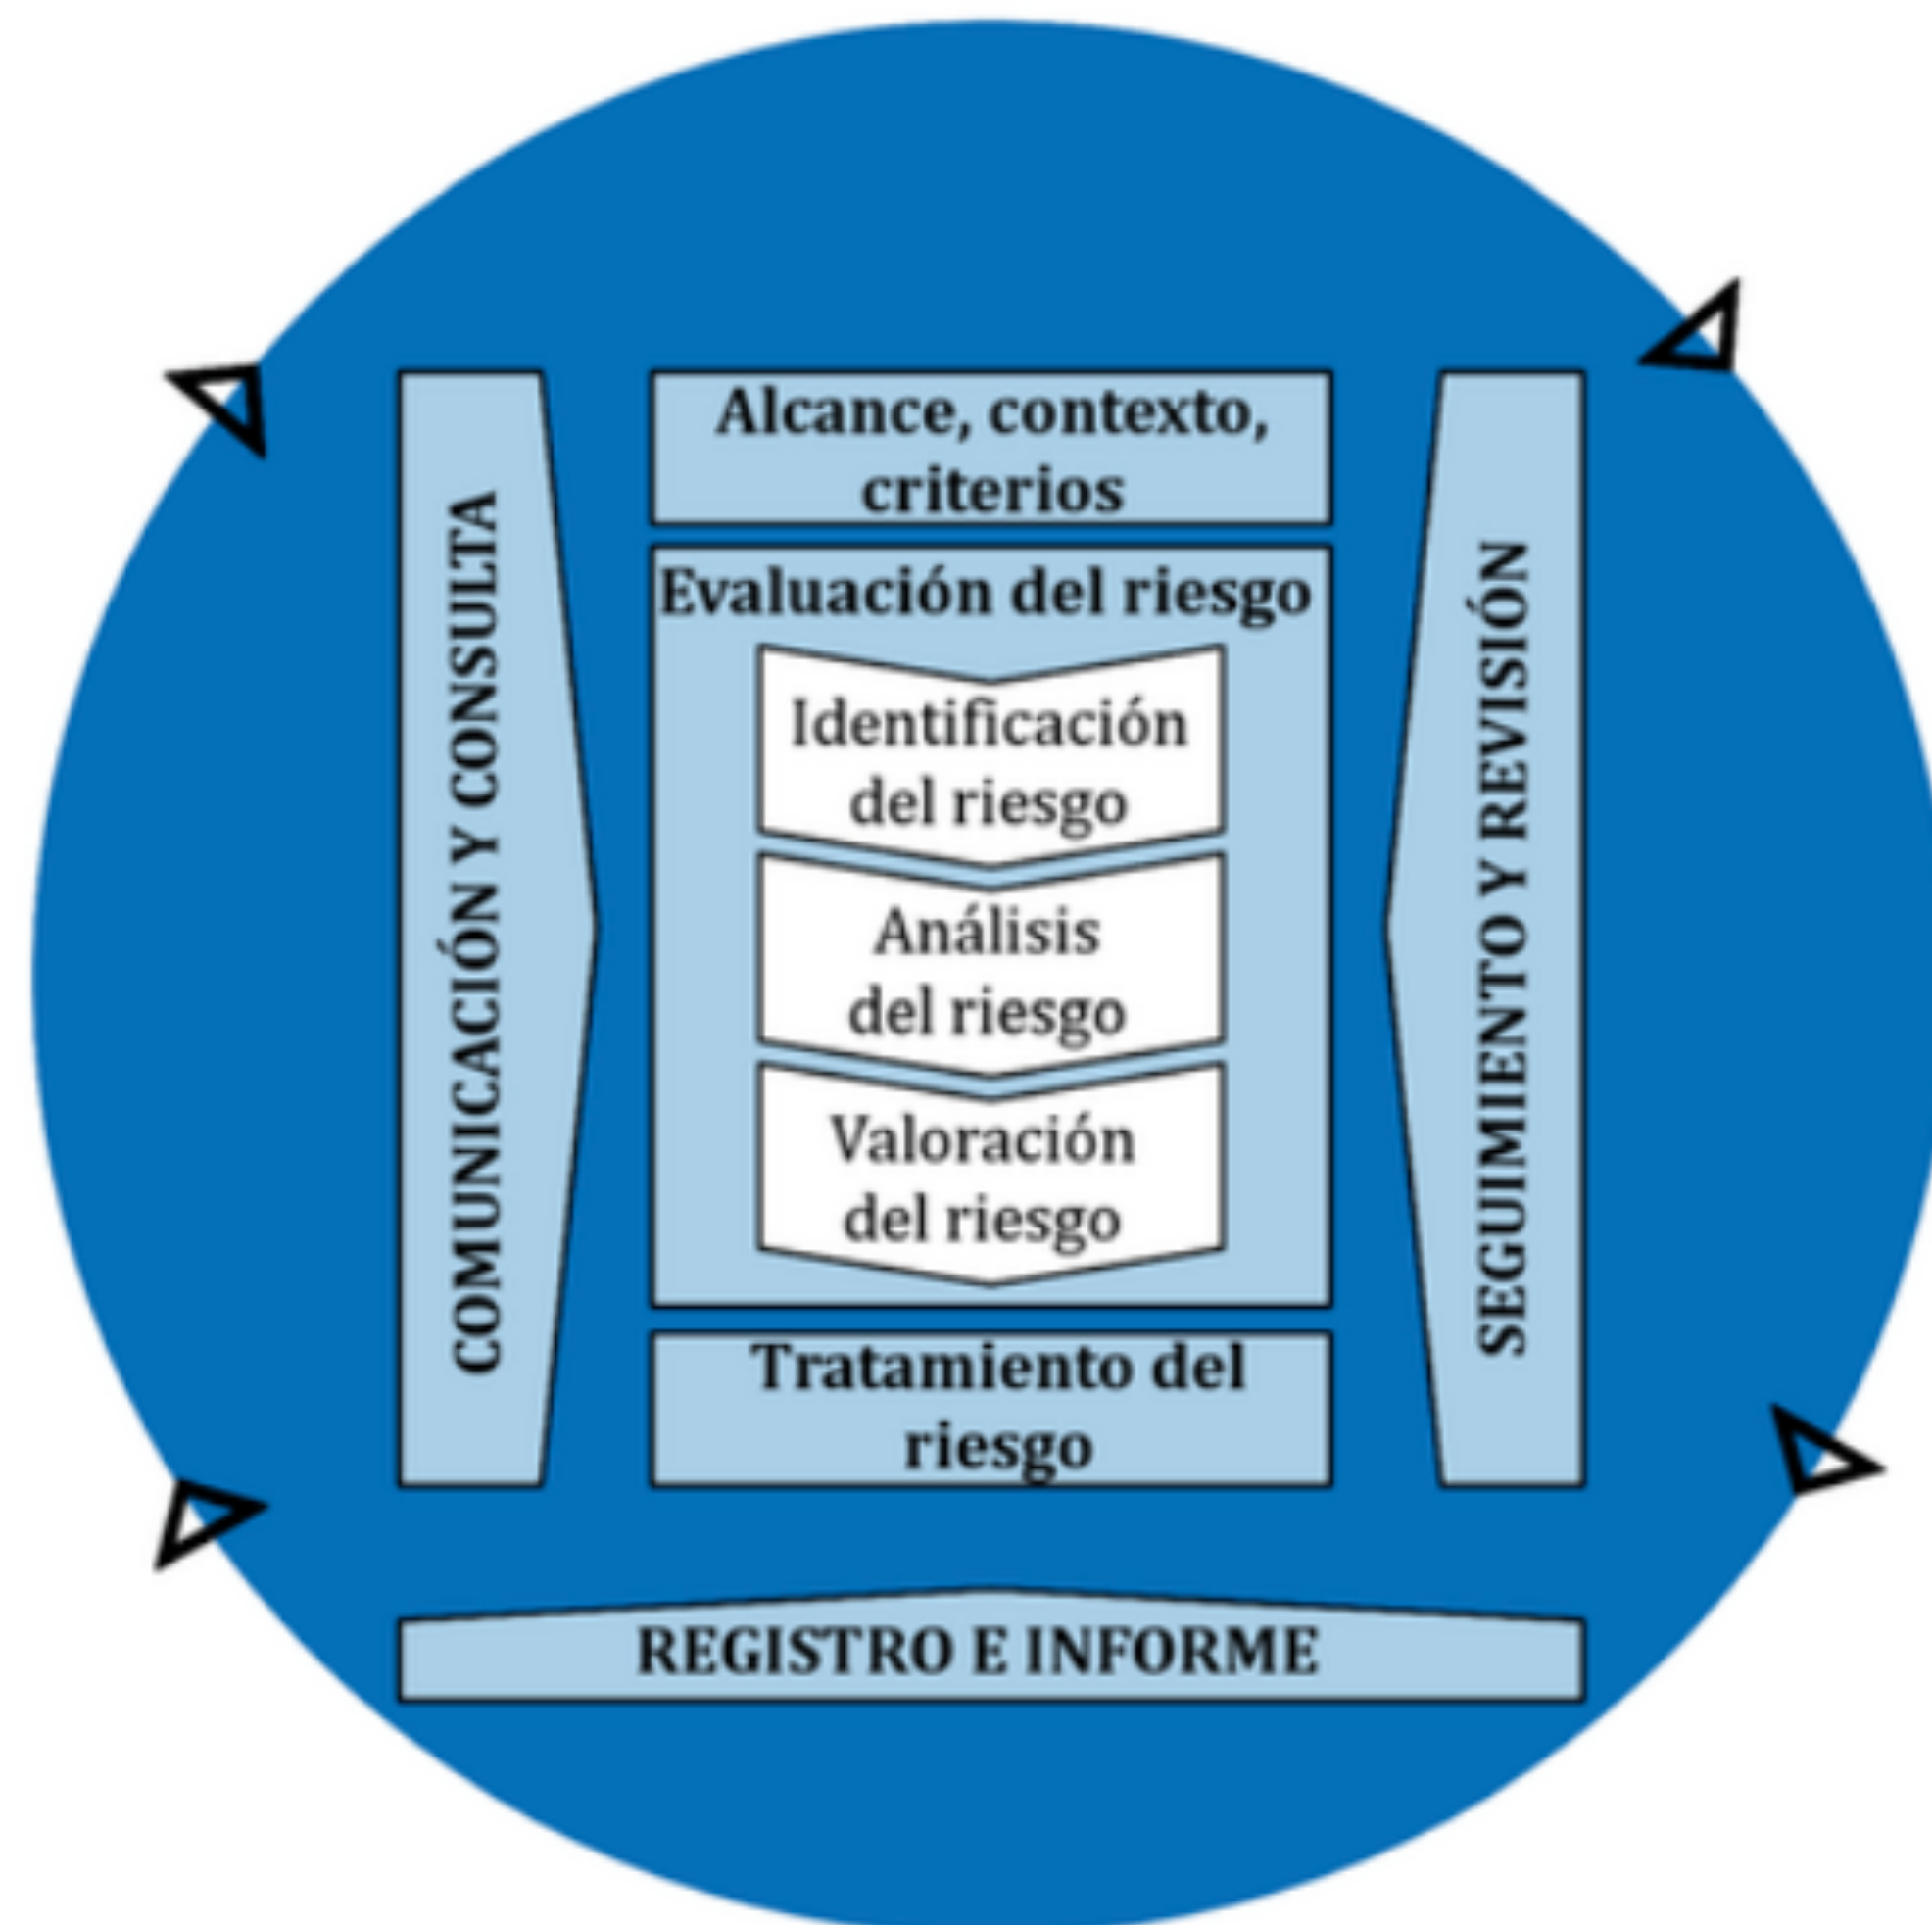 COMUNICACIÓN Y CONSULTA
Alcance, contexto,
criterios
Evaluación del riesgo
Identificación
del riesgo
Análisis
del riesgo
Valoración
del riesgo
Tratamiento del
riesgo
SEGUIMIENTO Y REVISIÓN
REGISTRO E INFORME